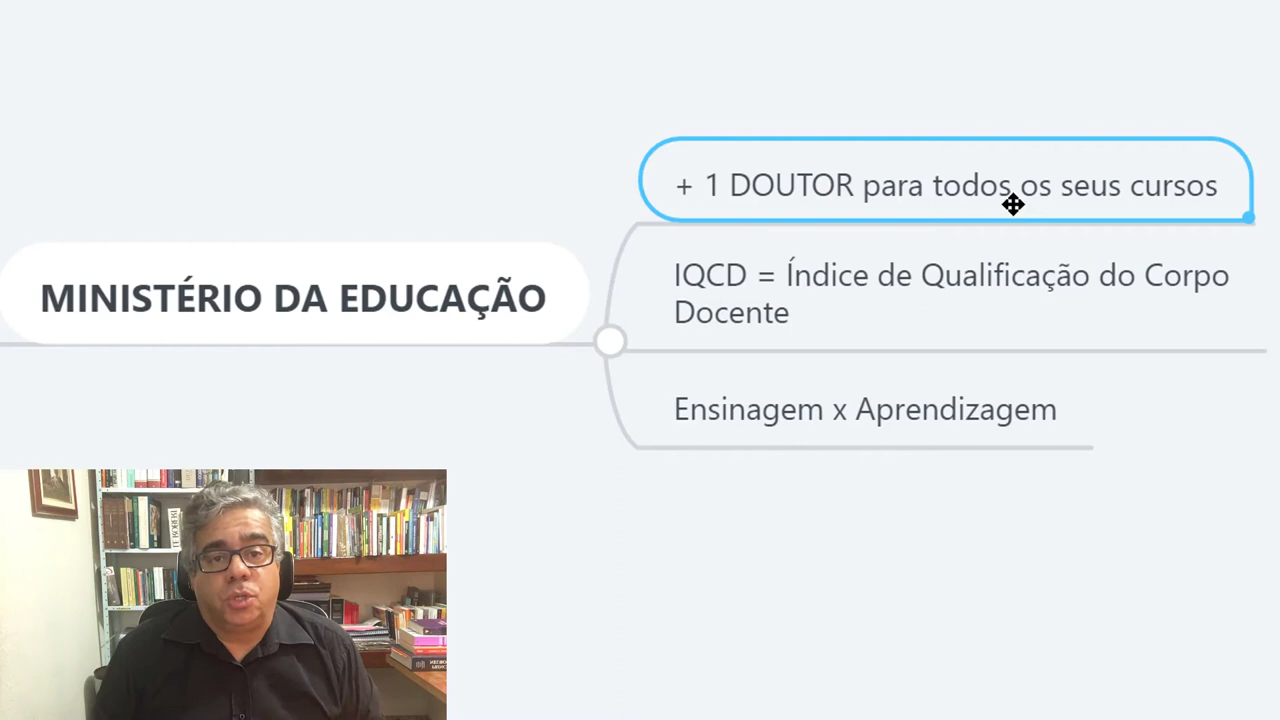 + 1 DOUTOR para todos os seus cursos
MINISTÉRIO DA EDUCAÇÃO
IQCD = Índice de Qualificação do Corpo
Docente
Ensinagem x Aprendizagem